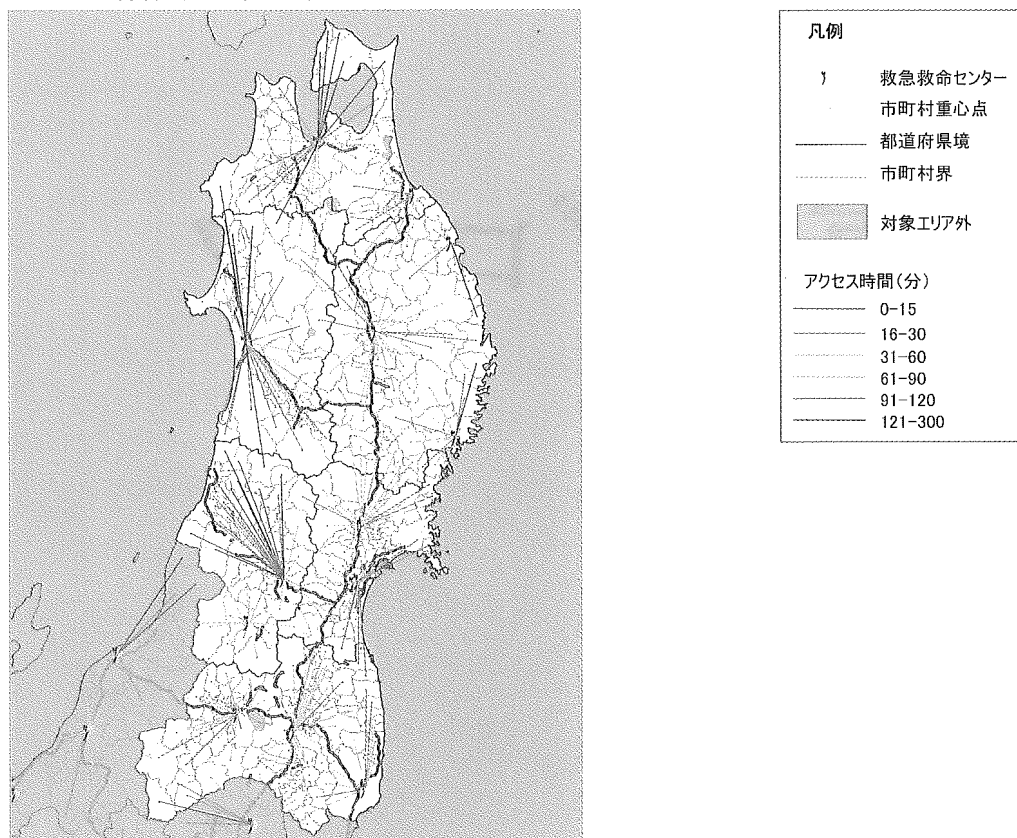 凡例
救急救命センター
市町村重心点
都道府県境
市町村界
対象エリア外
アクセス時間(分)
0-15
16-30
31-60
61-90
91-120
121-300